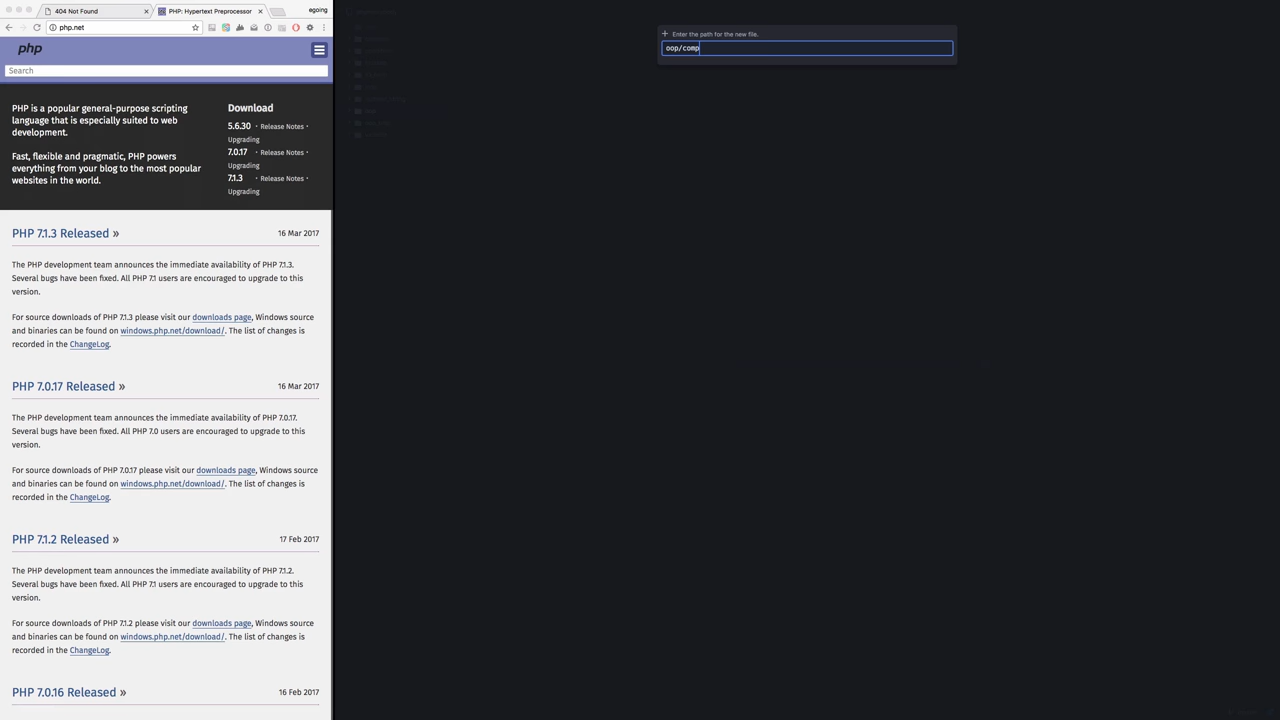 404 Not Found
PHP: Hypertext Preprocessor
egoing
php.net
php
Search
PHP is a popular general-purpose scripting
language that is especially suited to web
development.
Fast, flexible and pragmatic, PHP powers
everything from your blog to the most popular
websites in the world.
Download
5.6.30 · Release Notes ·
Upgrading
7.0.17 · Release Notes ·
Upgrading
7.1.3 · Release Notes ·
Upgrading
PHP 7.1.3 Released »
16 Mar 2017
The PHP development team announces the immediate availability of PHP 7.1.3.
Several bugs have been fixed. All PHP 7.1 users are encouraged to upgrade to this
version.
For source downloads of PHP 7.1.3 please visit our downloads page, Windows source
and binaries can be found on windows.php.net/download/. The list of changes is
recorded in the ChangeLog.
PHP 7.0.17 Released »
16 Mar 2017
The PHP development team announces the immediate availability of PHP 7.0.17.
Several bugs have been fixed. All PHP 7.0 users are encouraged to upgrade to this
version.
For source downloads of PHP 7.0.17 please visit our downloads page, Windows source
and binaries can be found on windows.php.net/download/. The list of changes is
recorded in the ChangeLog.
PHP 7.1.2 Released »
17 Feb 2017
The PHP development team announces the immediate availability of PHP 7.1.2.
Several bugs have been fixed. All PHP 7.1 users are encouraged to upgrade to this
version.
For source downloads of PHP 7.1.2 please visit our downloads page, Windows source
and binaries can be found on windows.php.net/download/. The list of changes is
recorded in the ChangeLog.
PHP 7.0.16 Released »
16 Feb 2017
Enter the path for the new file.
oop/comp